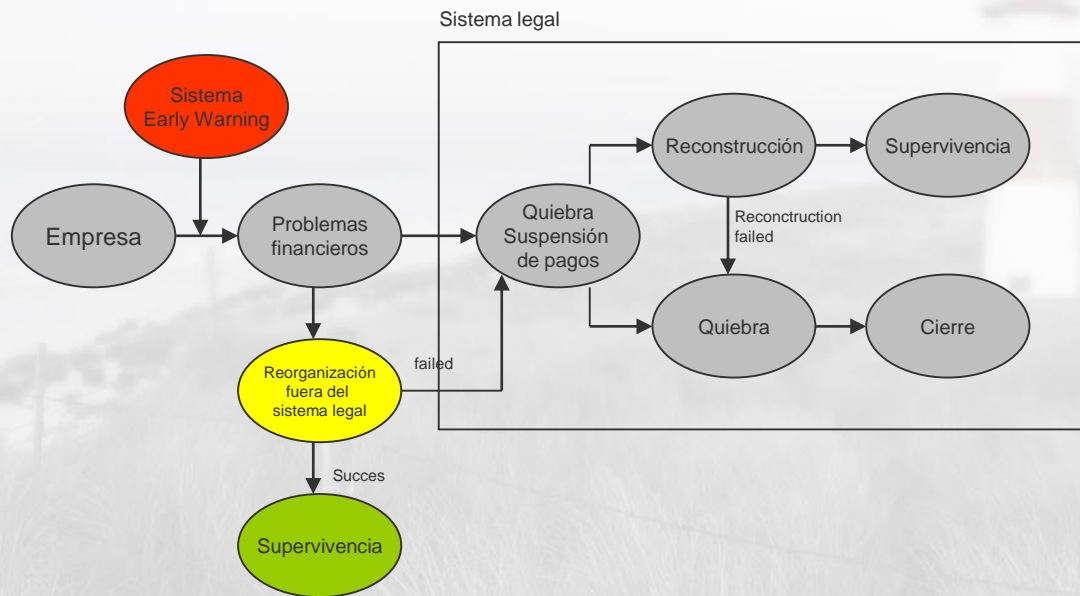 Sistema legal
Sistema
Early Warning
Empresa
Problemas
financieros
Quiebra
Suspensión
de pagos
Reconstrucción
Supervivencia
Reconctruction
failed
Quiebra
Cierre
Reorganización
fuera del
sistema legal
failed
Succes
Supervivencia